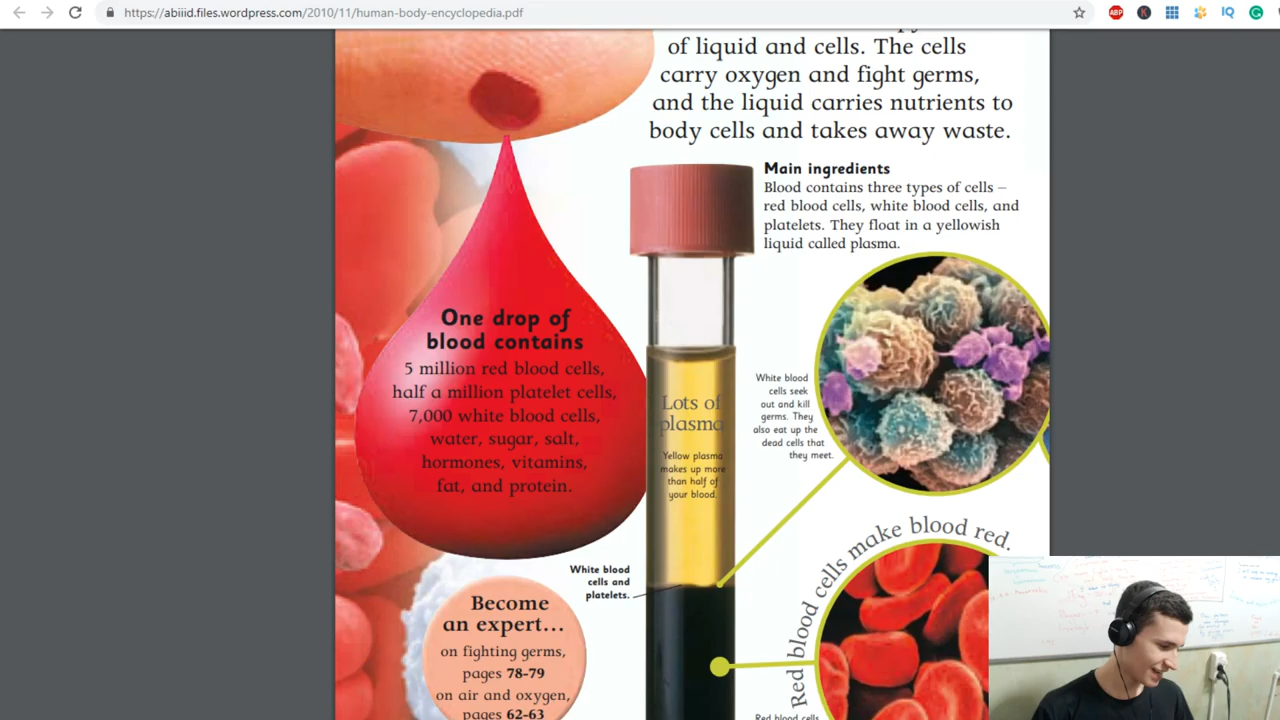 https://abiiid.files.wordpress.com/2010/11/human-body-encyclopedia.pdf
ABP
K
IQ
G
of liquid and cells. The cells
carry oxygen and fight germs,
and the liquid carries nutrients to
body cells and takes away waste.
Main ingredients
Blood contains three types of cells –
red blood cells, white blood cells, and
platelets. They float in a yellowish
liquid called plasma.
One drop of
blood contains
5 million red blood cells,
half a million platelet cells,
7,000 white blood cells,
water, sugar, salt,
hormones, vitamins,
fat, and protein.
Lots of
plasma
Yellow plasma
makes up more
than half of
your blood.
White blood
cells seek
out and kill
germs. They
also eat up the
dead cells that
they meet.
White blood
cells and
platelets.
Red blood cells make blood red.
Become
an expert...
on fighting germs,
pages 78-79
on air and oxygen,
pages 62-63
Red blood cells